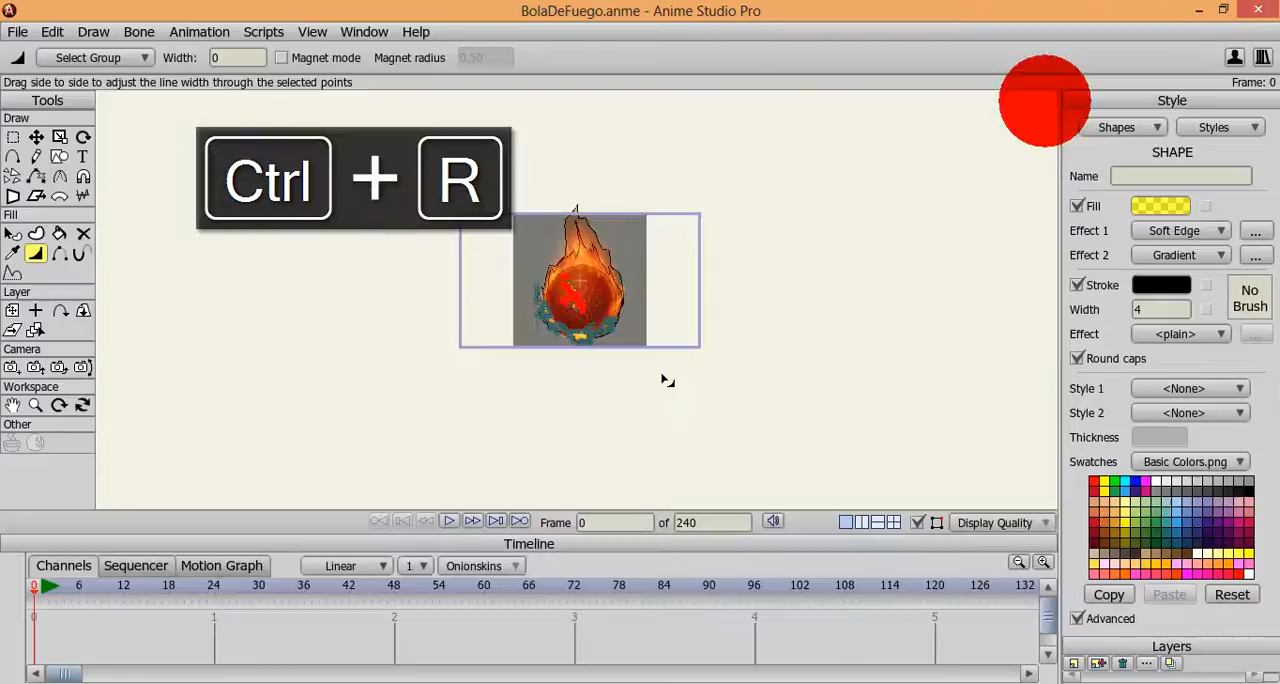 BolaDeFuego.anme - Anime Studio Pro
File Edit Draw Bone Animation Scripts View Window Help
Select Group Width: 0 Magnet mode Magnet radius 0.50
Drag side to side to adjust the line width through the selected points Frame: 0
Tools
Style
Draw
Shapes Styles
SHAPE
Ctrl + R
T
Name
Fill
Fill
Effect 1 Soft Edge ...
Effect 2 Gradient ...
Stroke
No
Brush
Layer
Width 4
Effect <plain> ...
Camera
Round caps
Workspace
Style 1 <None>
Style 2 <None>
Other
Thickness
Swatches Basic Colors.png
Frame 0 of 240 Display Quality
Timeline
Channels Sequencer Motion Graph Linear 1 Onionskins
0 6 12 18 24 30 36 42 48 54 60 66 72 78 84 90 96 102 108 114 120 126 132
Copy Paste Reset
0 1 2 3 4 5
Advanced
Layers
...